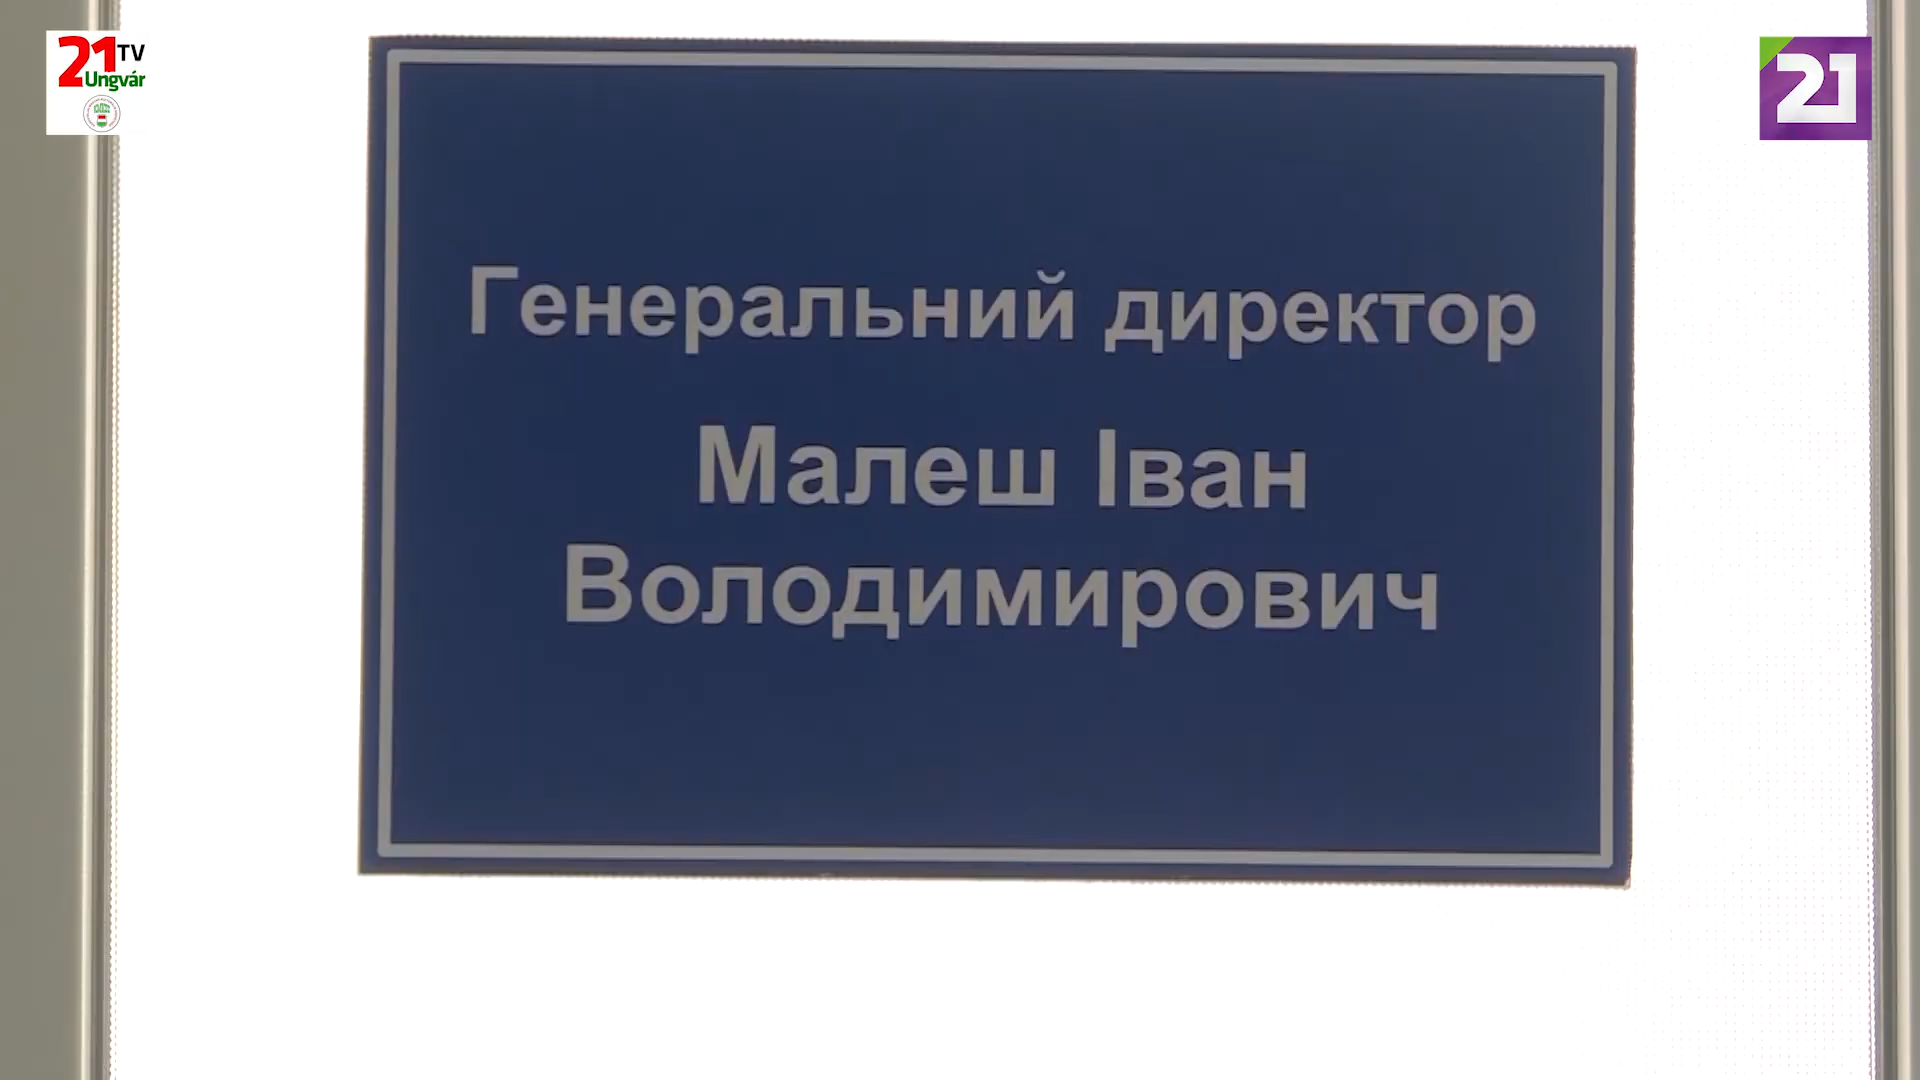 21 TV
Ungvár
21
Генеральний директор
Малеш Іван
Володимирович